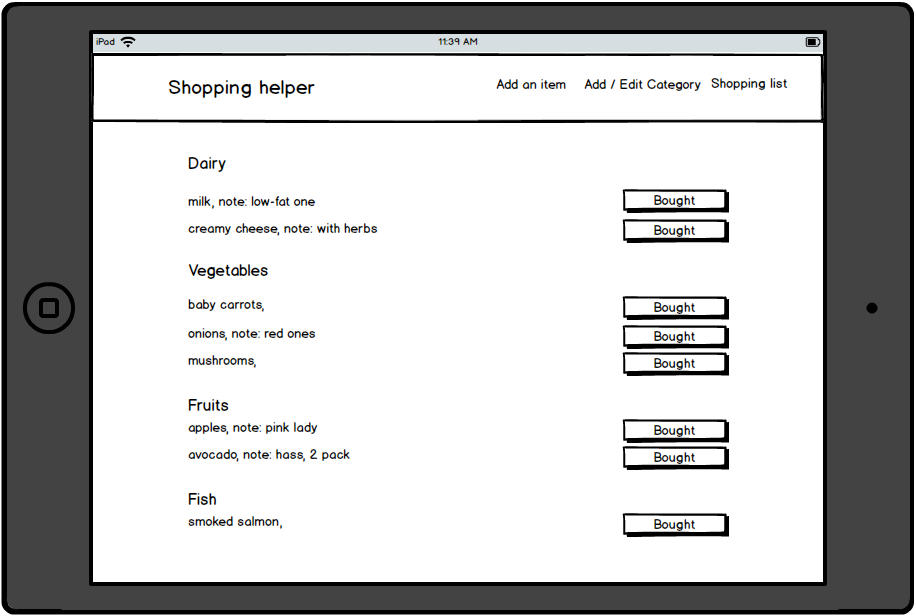 iPad 11:39 AM
Shopping helper Add an item Add / Edit Category Shopping list
Dairy
milk, note: low-fat one Bought
creamy cheese, note: with herbs Bought
Vegetables
baby carrots, Bought
onions, note: red ones Bought
mushrooms, Bought
Fruits
apples, note: pink lady Bought
avocado, note: hass, 2 pack Bought
Fish
smoked salmon, Bought